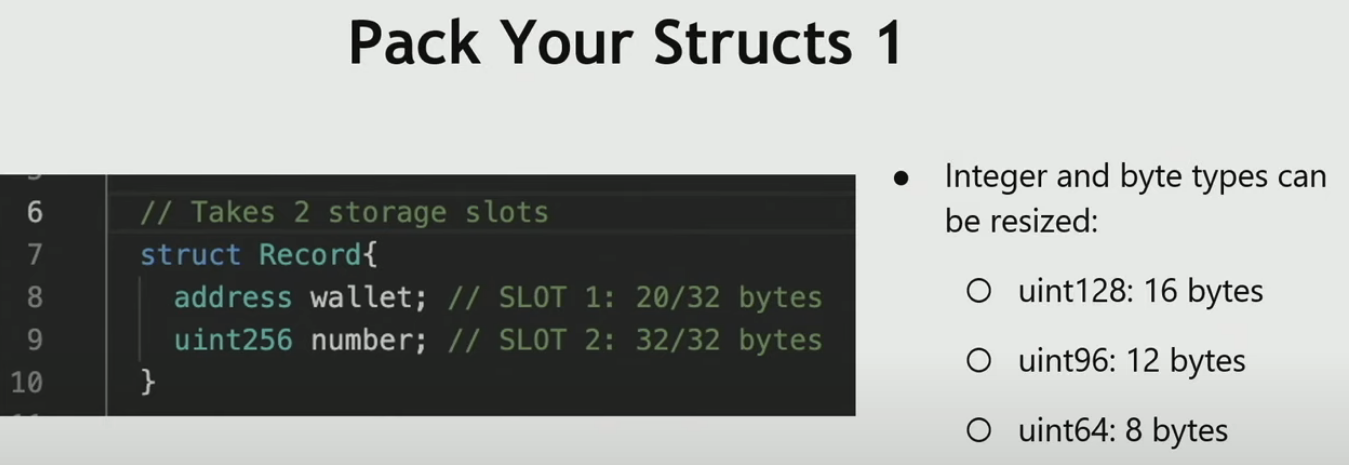 Pack Your Structs 1
6 // Takes 2 storage slots
7 struct Record{
8 address wallet; // SLOT 1: 20/32 bytes
9 uint256 number; // SLOT 2: 32/32 bytes
10 }
● Integer and byte types can
be resized:
○ uint128: 16 bytes
○ uint96: 12 bytes
○ uint64: 8 bytes